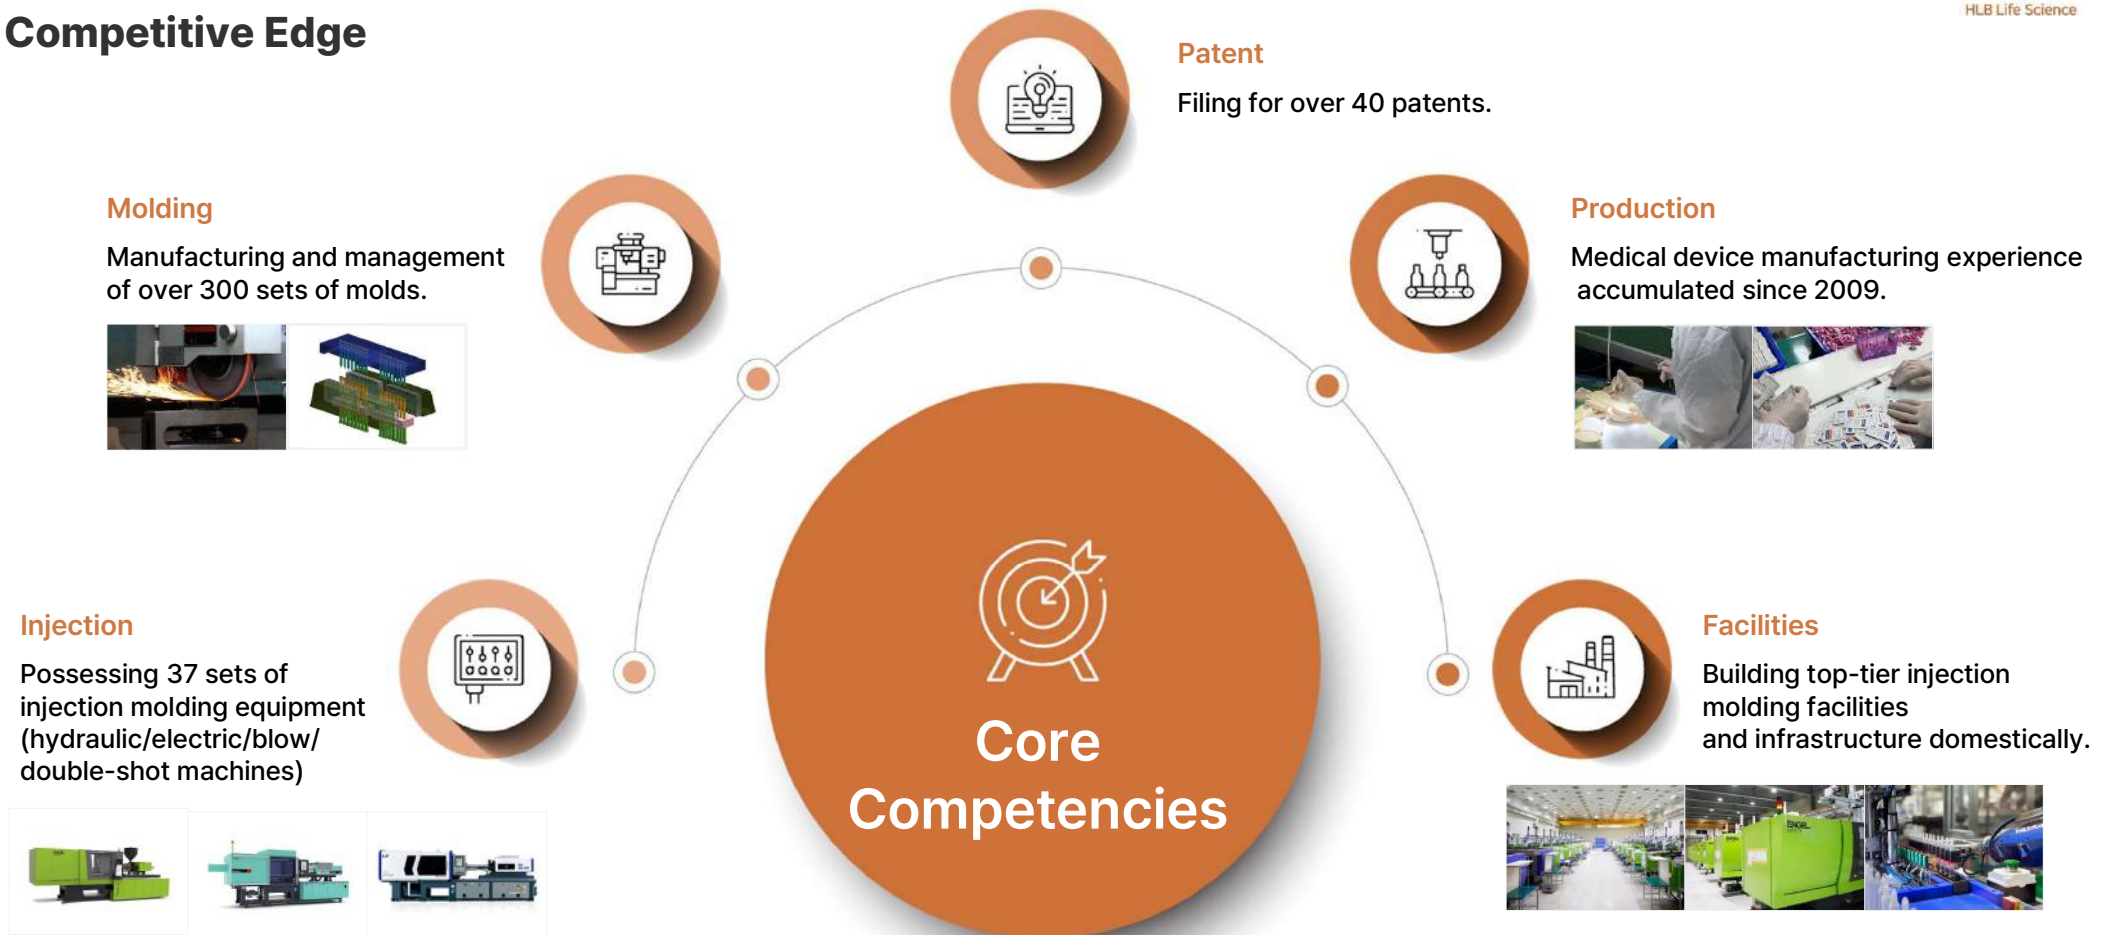 Competitive Edge
HLB Life Science
Patent
Filing for over 40 patents.
Molding
Manufacturing and management
of over 300 sets of molds.
Production
Medical device manufacturing experience
accumulated since 2009.
Injection
Possessing 37 sets of
injection molding equipment
(hydraulic/electric/blow/
double-shot machines)
Core
Competencies
Facilities
Building top-tier injection
molding facilities
and infrastructure domestically.
ENGEL